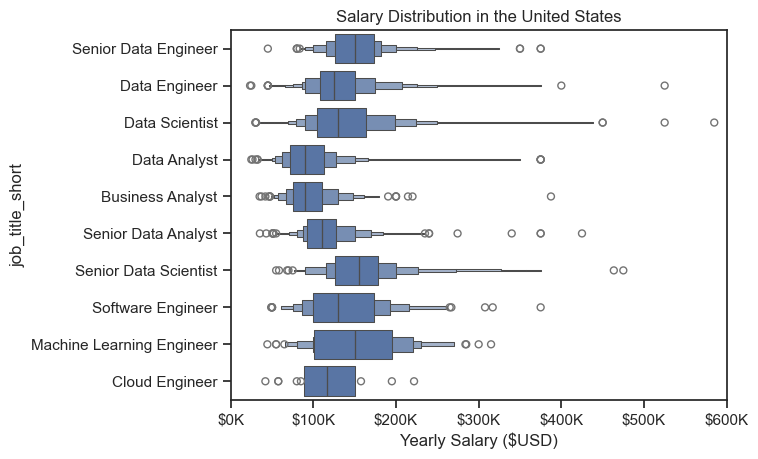 Salary Distribution in the United States
job_title_short
Senior Data Engineer
Data Engineer
Data Scientist
Data Analyst
Business Analyst
Senior Data Analyst
Senior Data Scientist
Software Engineer
Machine Learning Engineer
Cloud Engineer
$0K $100K $200K $300K $400K $500K $600K
Yearly Salary ($USD)